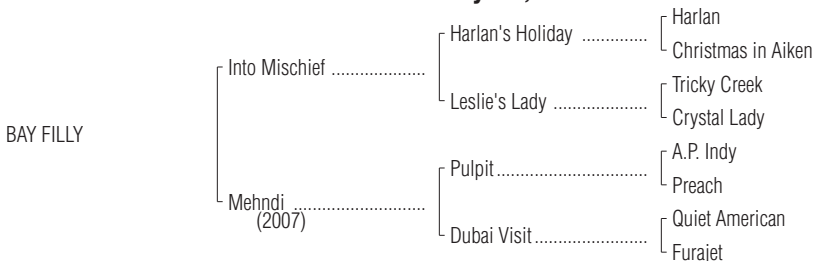 Harlan
Harlan's Holiday ..............
Christmas in Aiken
Into Mischief .....................
Tricky Creek
Leslie's Lady ....................
Crystal Lady
BAY FILLY
A.P. Indy
Pulpit................................
Preach
Mehndi .............................
(2007)
Quiet American
Dubai Visit........................
Furajet